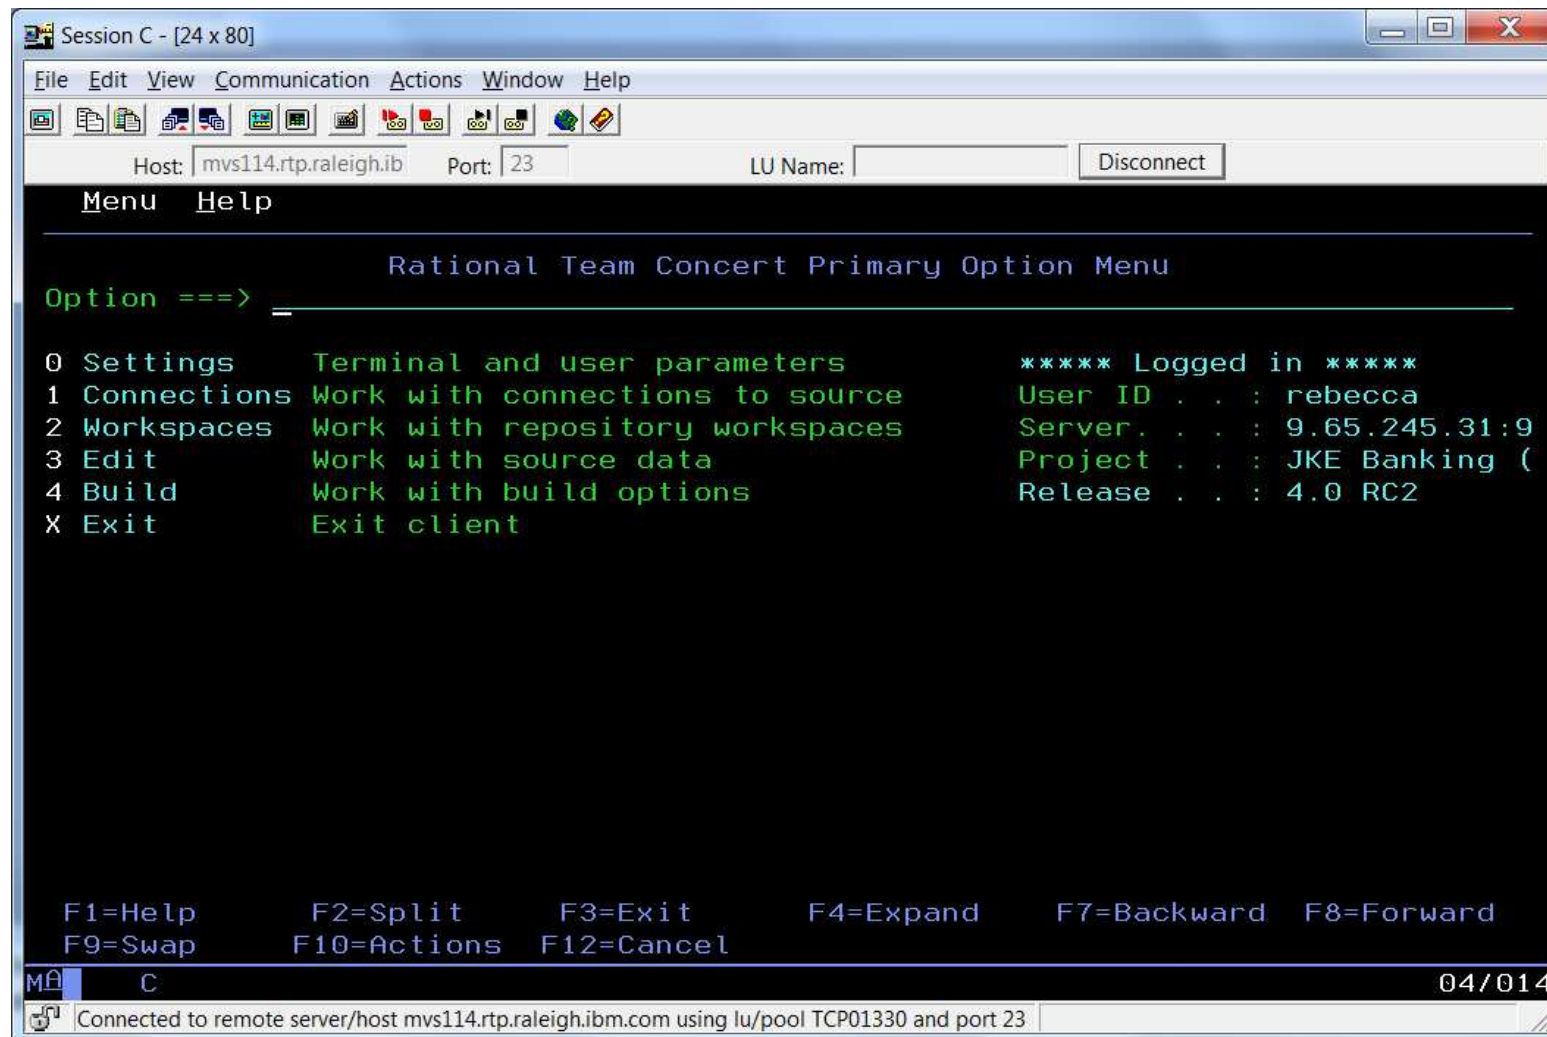 Session C - [24 x 80]
File Edit View Communication Actions Window Help
Host: mvs114.rtp.raleigh.ib Port: 23 LU Name: Disconnect
Menu Help
Rational Team Concert Primary Option Menu
Option ===>
0 Settings Terminal and user parameters ***** Logged in *****
1 Connections Work with connections to source User ID . . : rebecca
2 Workspaces Work with repository workspaces Server. . . : 9.65.245.31:9
3 Edit Work with source data Project . . : JKE Banking (
4 Build Work with build options Release . . : 4.0 RC2
X Exit Exit client
F1=Help F2=Split F3=Exit F4=Expand F7=Backward F8=Forward
F9=Swap F10=Actions F12=Cancel
MA C 04/014
Connected to remote server/host mvs114.rtp.raleigh.ibm.com using lu/pool TCP01330 and port 23